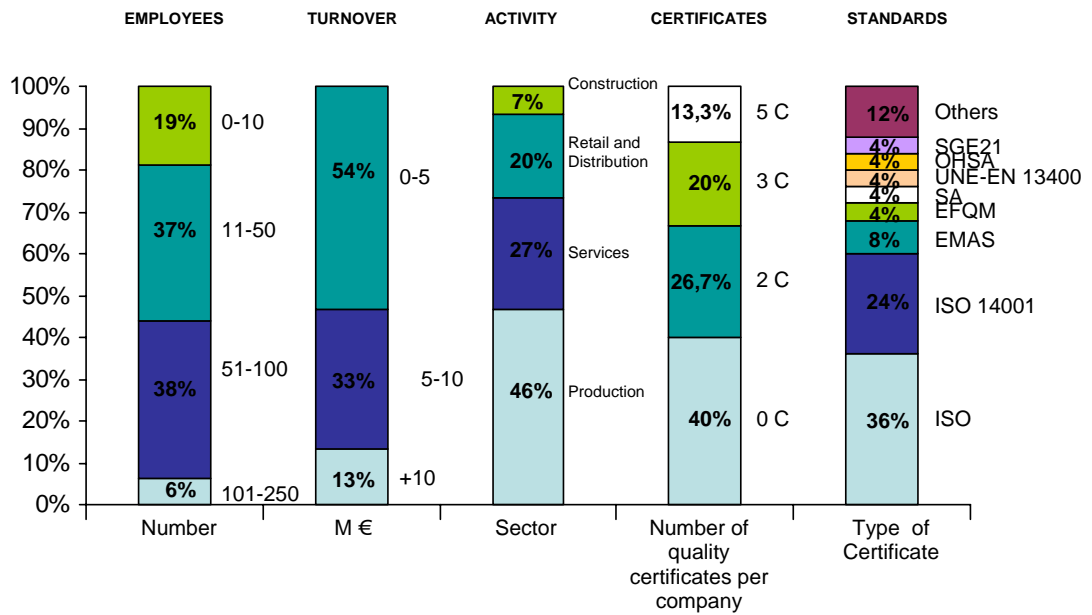 EMPLOYEES TURNOVER ACTIVITY CERTIFICATES STANDARDS
100%
90%
80%
70%
60%
50%
40%
30%
20%
10%
0%
19% 0-10
37% 11-50
38% 51-100
6% 101-250
Number
54% 0-5
33% 5-10
13% +10
M €
7% Construction
20% Retail and
Distribution
27% Services
46% Production
Sector
13,3% 5 C
20% 3 C
26,7% 2 C
40% 0 C
Number of
quality
certificates per
company
12% Others
4% SGE21
4% OHSA
4% UNE-EN 13400
4% SA
4% EFQM
8% EMAS
24% ISO 14001
36% ISO
Type of
Certificate